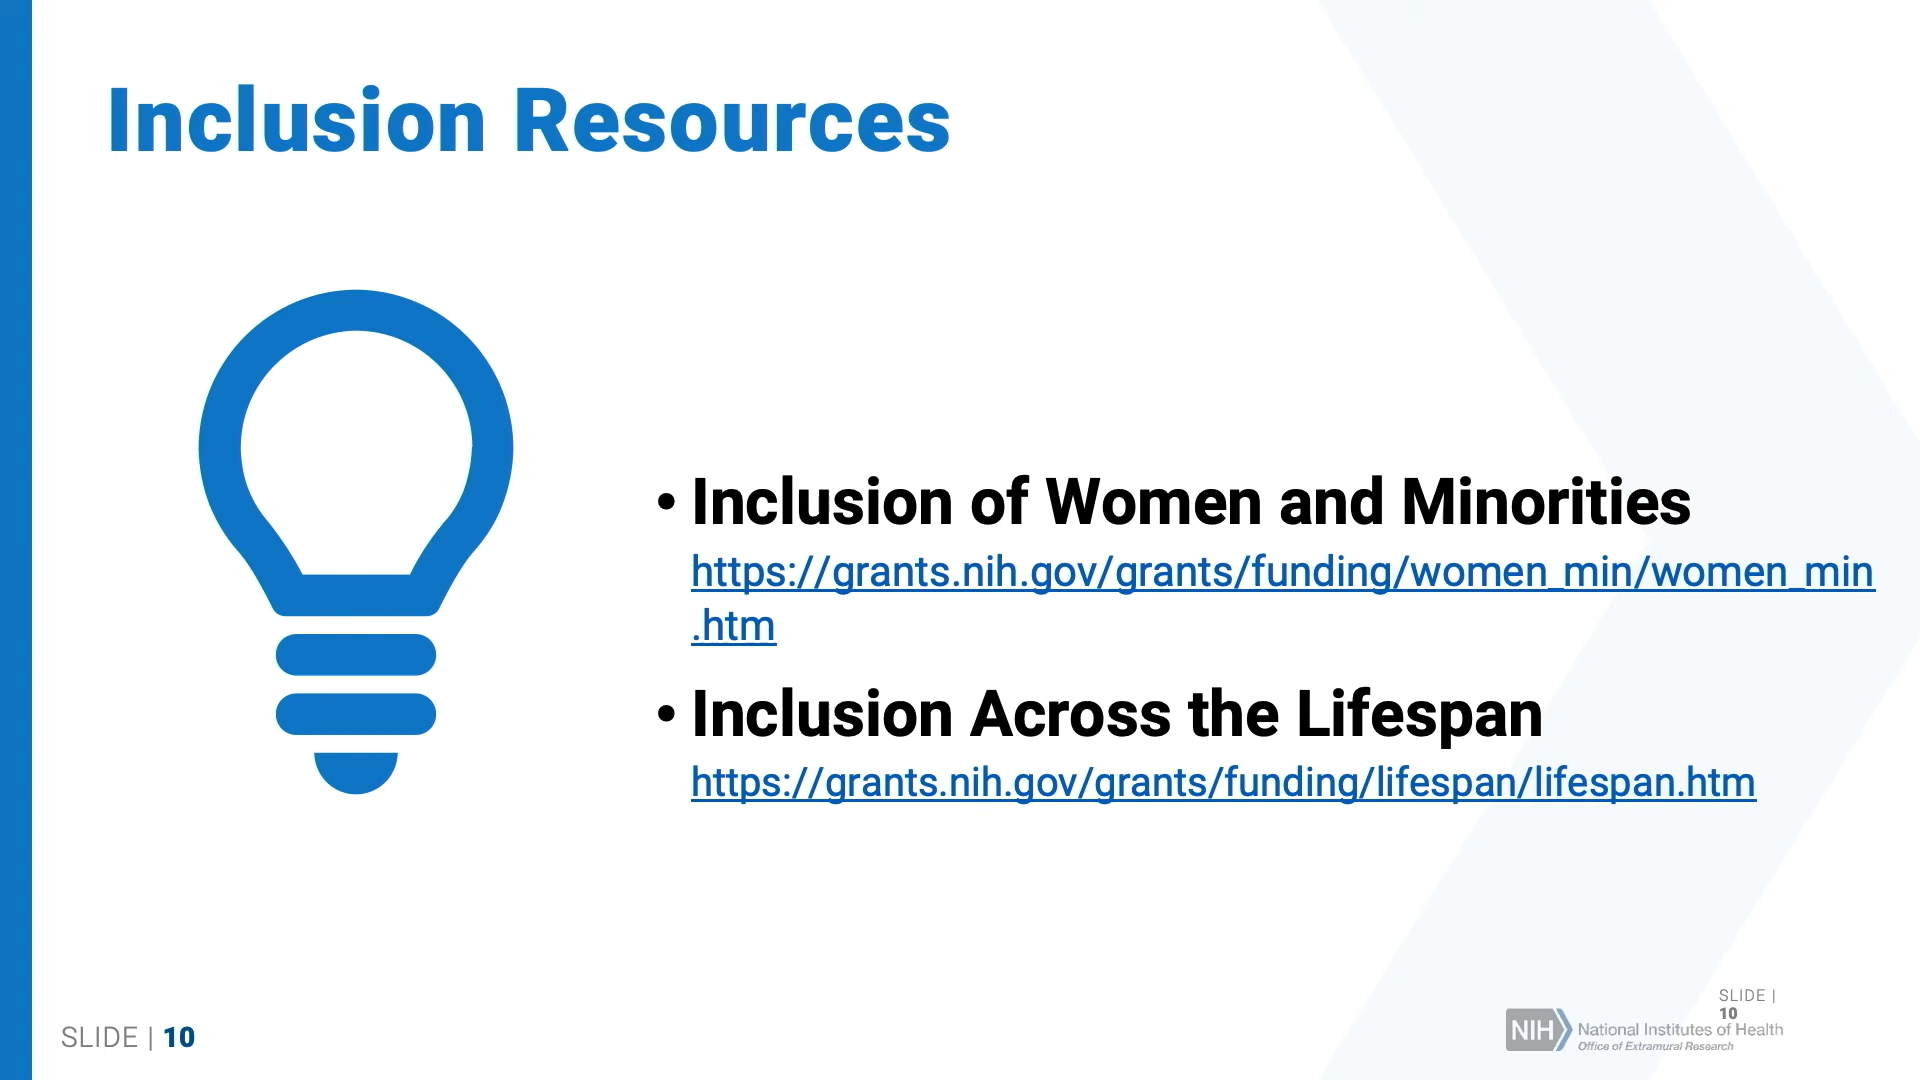 Inclusion Resources
• Inclusion of Women and Minorities
https://grants.nih.gov/grants/funding/women_min/women_min
.htm
• Inclusion Across the Lifespan
https://grants.nih.gov/grants/funding/lifespan/lifespan.htm
SLIDE | 10
SLIDE |
10
NIH National Institutes of Health
Office of Extramural Research